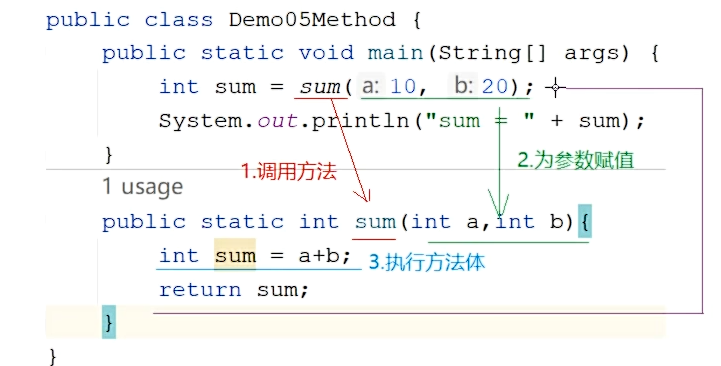 public class Demo05Method {
public static void main(String[] args) {
int sum = sum( a: 10, b: 20);
System.out.println("sum = " + sum);
}
1.调用方法
2.为参数赋值
1 usage
public static int sum(int a,int b){
int sum = a+b;
3.执行方法体
return sum;
}
}